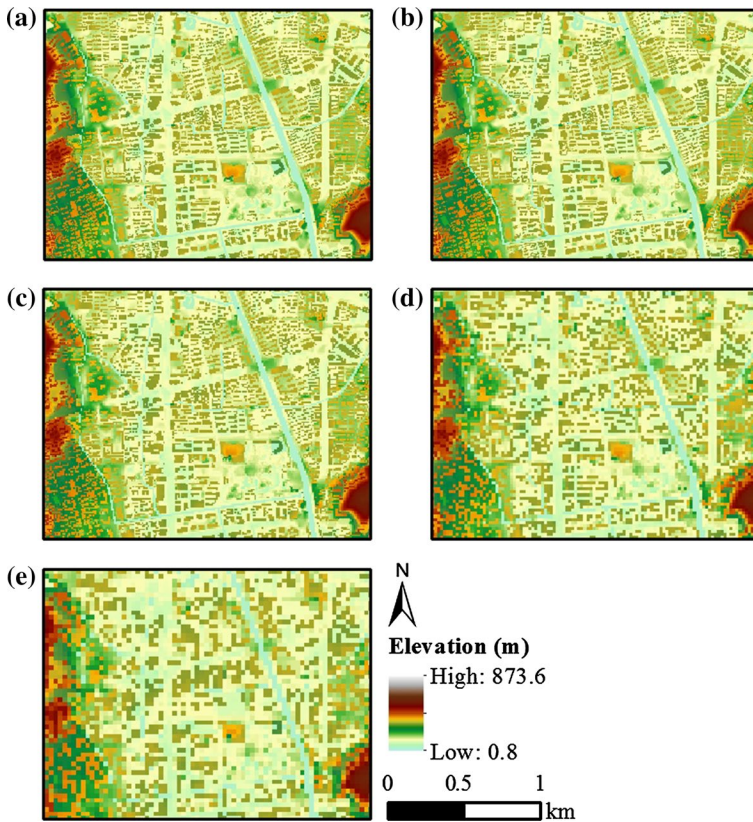 (a)
(b)
(c)
(d)
(e)
N
Elevation (m)
High: 873.6
Low: 0.8
0 0.5 1
km